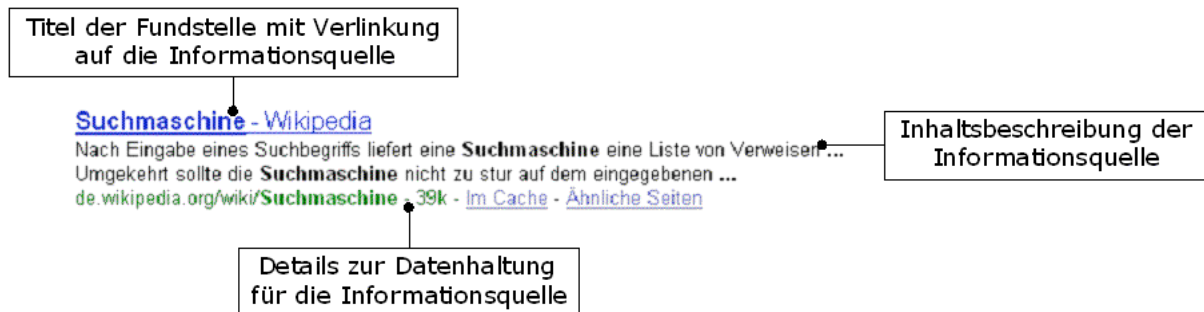 Titel der Fundstelle mit Verlinkung
auf die Informationsquelle
Suchmaschine - Wikipedia
Nach Eingabe eines Suchbegriffs liefert eine Suchmaschine eine Liste von Verweisen ...
Umgekehrt sollte die Suchmaschine nicht zu stur auf dem eingegebenen ...
de.wikipedia.org/wiki/Suchmaschine - 39k - Im Cache - Ähnliche Seiten
Inhaltsbeschreibung der
Informationsquelle
Details zur Datenhaltung
für die Informationsquelle